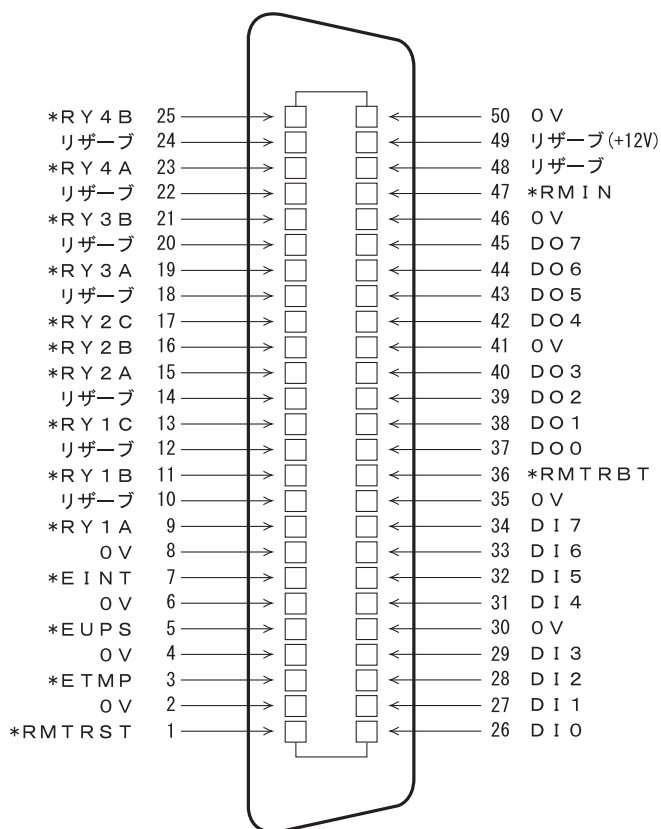 *RY4B 25 50 0V
リザーブ 24 49 リザーブ(+12V)
*RY4A 23 48 リザーブ
リザーブ 22 47 *RMIN
*RY3B 21 46 0V
リザーブ 20 45 DO7
*RY3A 19 44 DO6
リザーブ 18 43 DO5
*RY2C 17 42 DO4
*RY2B 16 41 0V
*RY2A 15 40 DO3
リザーブ 14 39 DO2
*RY1C 13 38 DO1
リザーブ 12 37 DO0
*RY1B 11 36 *RMTRBT
リザーブ 10 35 0V
*RY1A 9 34 DI7
0V 8 33 DI6
*EINT 7 32 DI5
0V 6 31 DI4
*EUPS 5 30 0V
0V 4 29 DI3
*ETMP 3 28 DI2
0V 2 27 DI1
*RMTRST 1 26 DI0